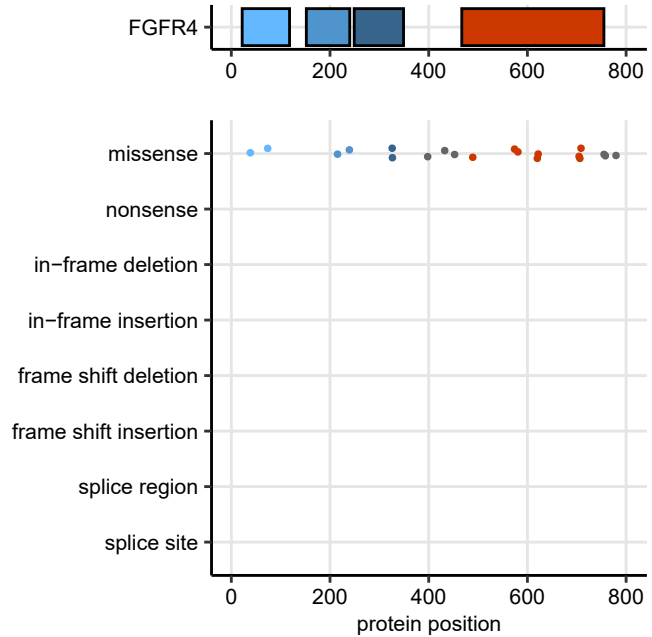 FGFR4
0 200 400 600 800
missense
nonsense
in−frame deletion
in−frame insertion
frame shift deletion
frame shift insertion
splice region
splice site
0 200 400 600 800
protein position